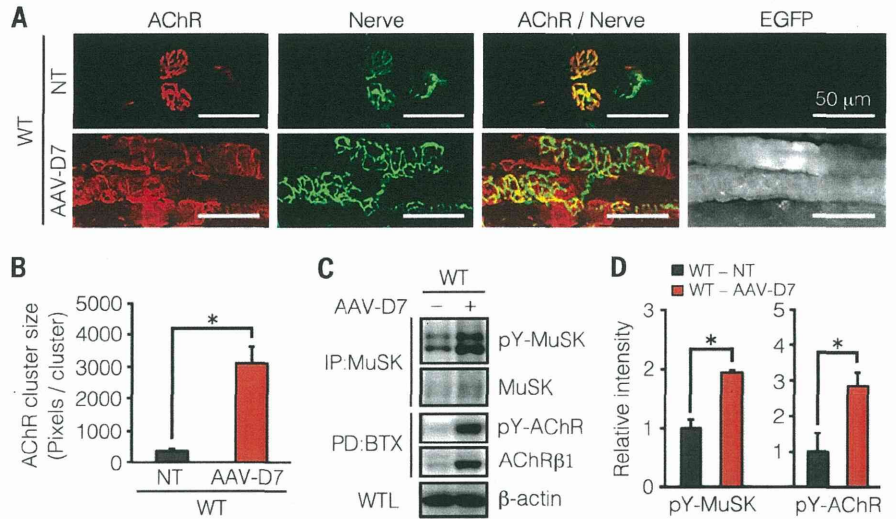 A
AChR
Nerve
AChR / Nerve
EGFP
WT
NT
50 μm
AAV-D7
B
AChR cluster size
(Pixels / cluster)
5000
4000
3000
2000
1000
0
*
NT
AAV-D7
WT
C
WT
AAV-D7
− +
IP:MuSK
pY-MuSK
MuSK
PD:BTX
pY-AChR
AChRβ1
WTL
β-actin
D
WT – NT
WT – AAV-D7
Relative intensity
3
2
1
0
*
pY-MuSK
5
4
3
2
1
*
pY-AChR